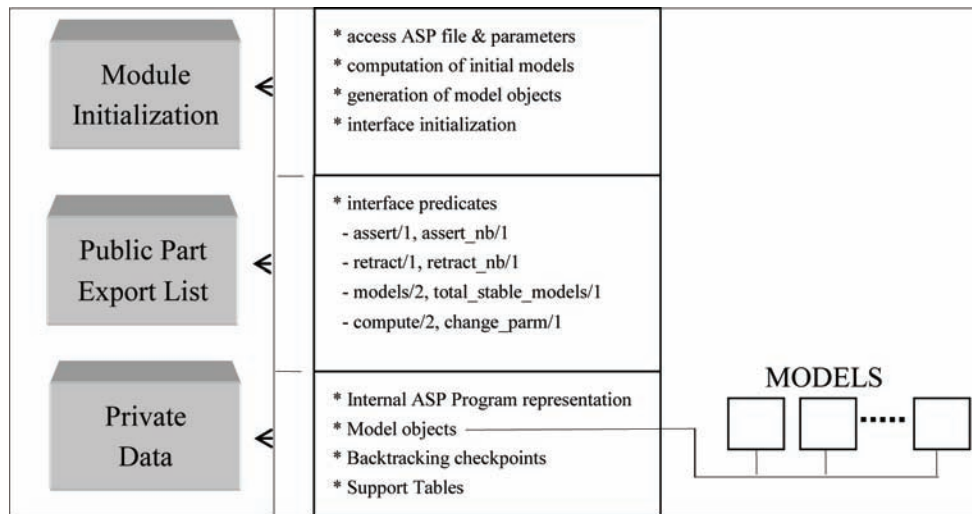 Module
Initialization
* access ASP file & parameters
* computation of initial models
* generation of model objects
* interface initialization
Public Part
Export List
* interface predicates
- assert/1, assert_nb/1
- retract/1, retract_nb/1
- models/2, total_stable_models/1
- compute/2, change_parm/1
Private
Data
* Internal ASP Program representation
* Model objects
* Backtracking checkpoints
* Support Tables
MODELS